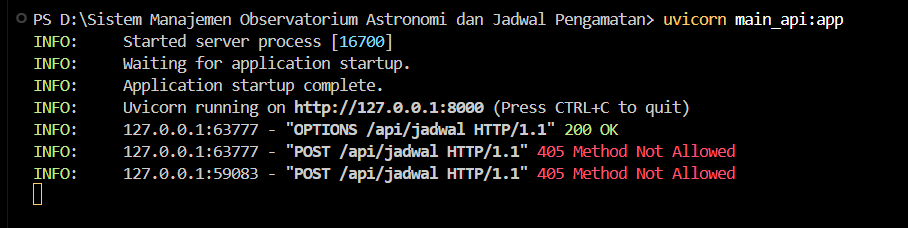 PS D:\Sistem Manajemen Observatorium Astronomi dan Jadwal Pengamatan> uvicorn main_api:app
INFO:     Started server process [16700]
INFO:     Waiting for application startup.
INFO:     Application startup complete.
INFO:     Uvicorn running on http://127.0.0.1:8000 (Press CTRL+C to quit)
INFO:     127.0.0.1:63777 - "OPTIONS /api/jadwal HTTP/1.1" 200 OK
INFO:     127.0.0.1:63777 - "POST /api/jadwal HTTP/1.1" 405 Method Not Allowed
INFO:     127.0.0.1:59083 - "POST /api/jadwal HTTP/1.1" 405 Method Not Allowed